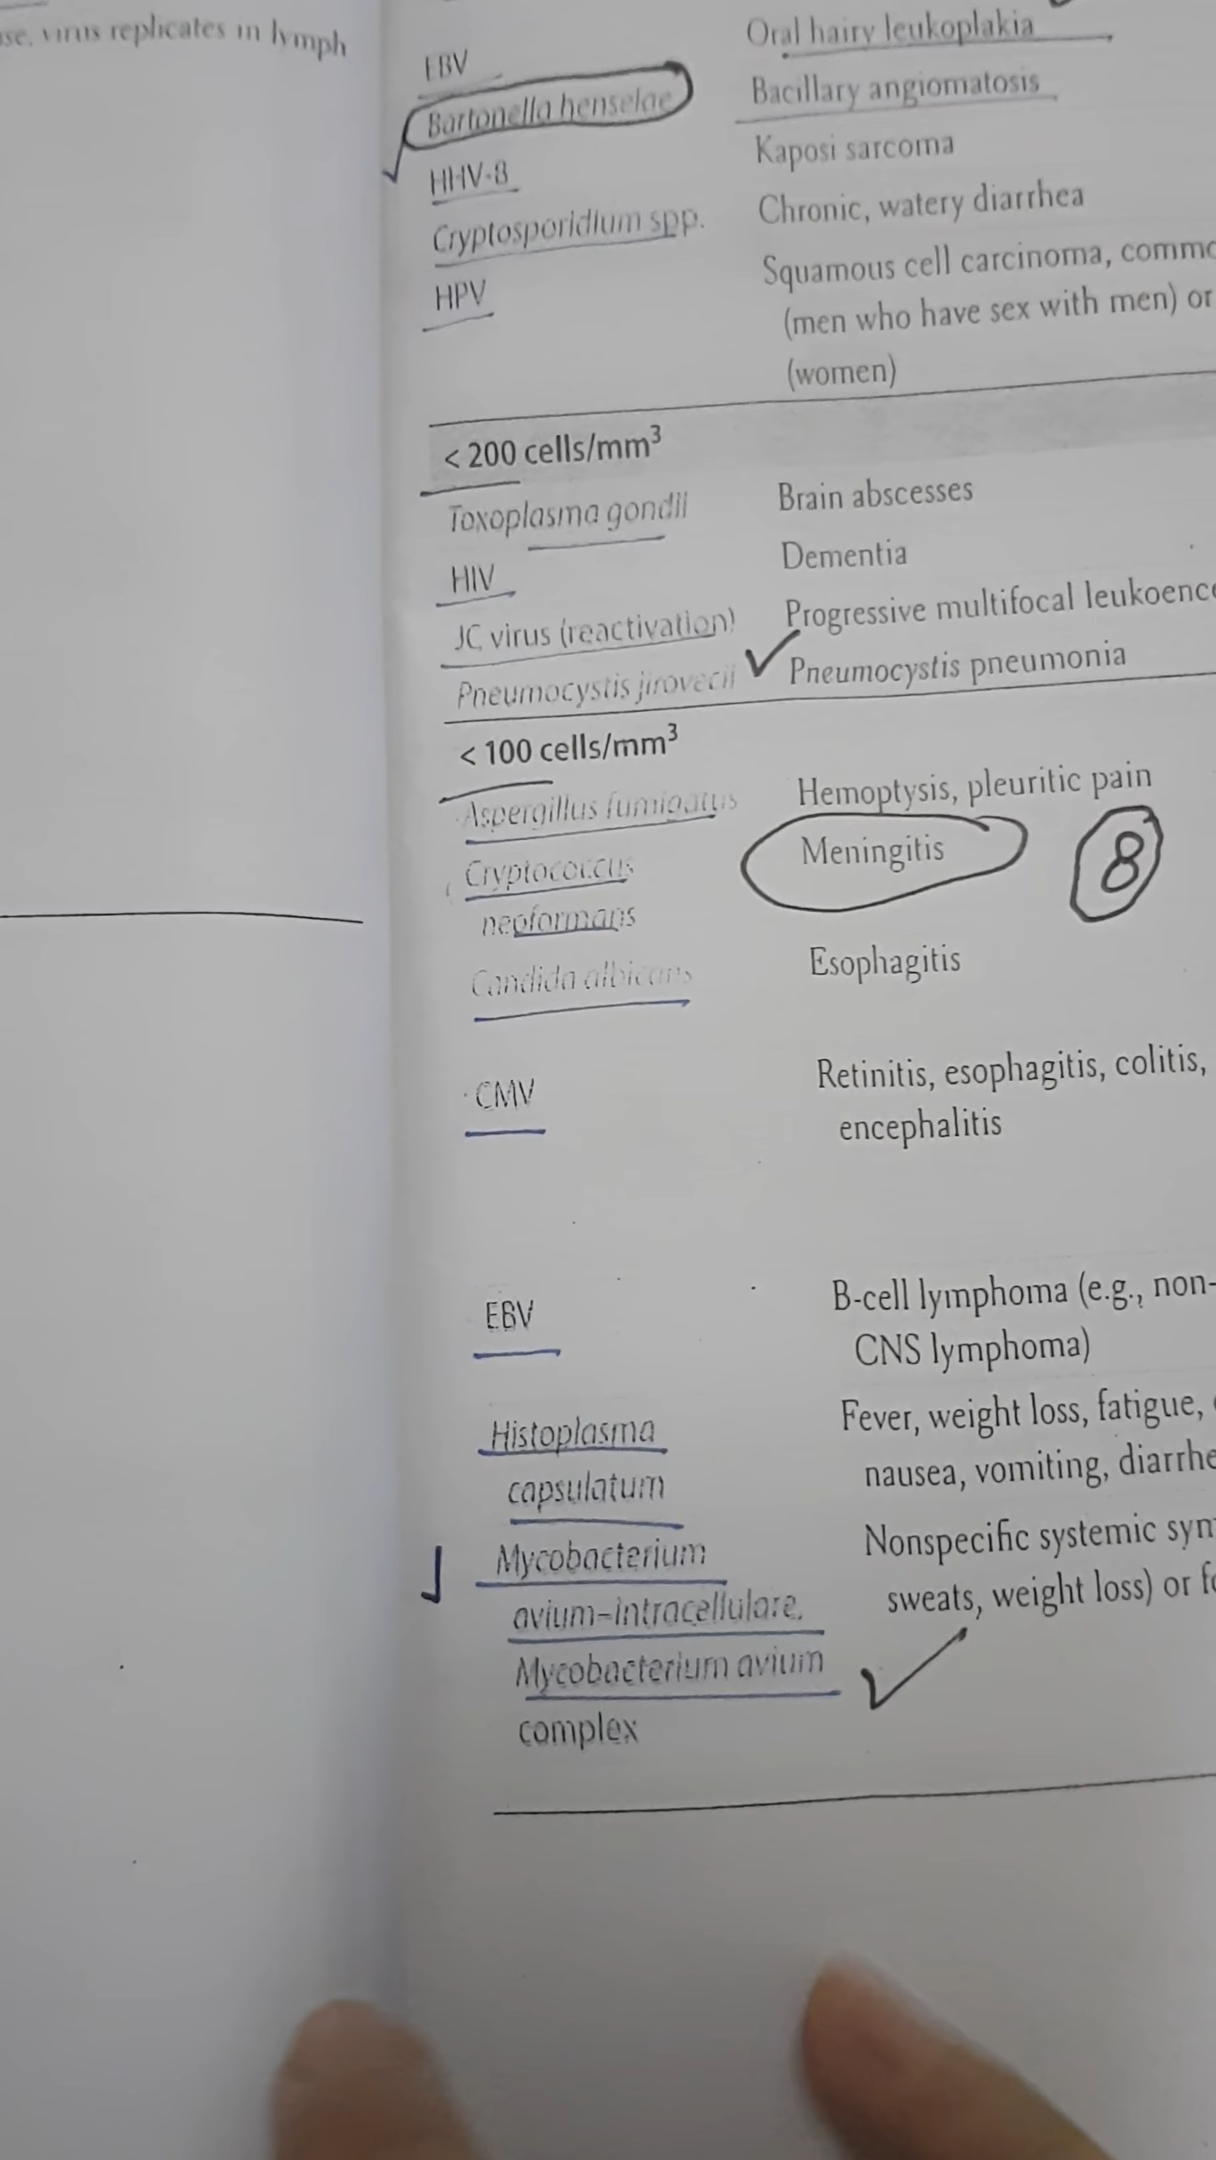 virus replicates in lymph
EBV Oral hairy leukoplakia
Bartonella henselae Bacillary angiomatosis
HHV-8 Kaposi sarcoma
Cryptosporidium spp. Chronic, watery diarrhea
HPV Squamous cell carcinoma,
(men who have sex with men) or
(women)
< 200 cells/mm³
Toxoplasma gondii Brain abscesses
HIV Dementia
JC virus (reactivation) Progressive multifocal
Pneumocystis jirovecii Pneumocystis pneumonia
< 100 cells/mm³
Aspergillus fumigatus Hemoptysis, pleuritic pain
Cryptococcus Meningitis 8
neoformans
Candida albicans Esophagitis
CMV Retinitis, esophagitis, colitis,
encephalitis
EBV B-cell lymphoma (e.g., non-
CNS lymphoma)
Histoplasma Fever, weight loss, fatigue,
capsulatum nausea, vomiting,
Mycobacterium Nonspecific systemic
avium–intracellulare, sweats, weight loss) or
Mycobacterium avium
complex